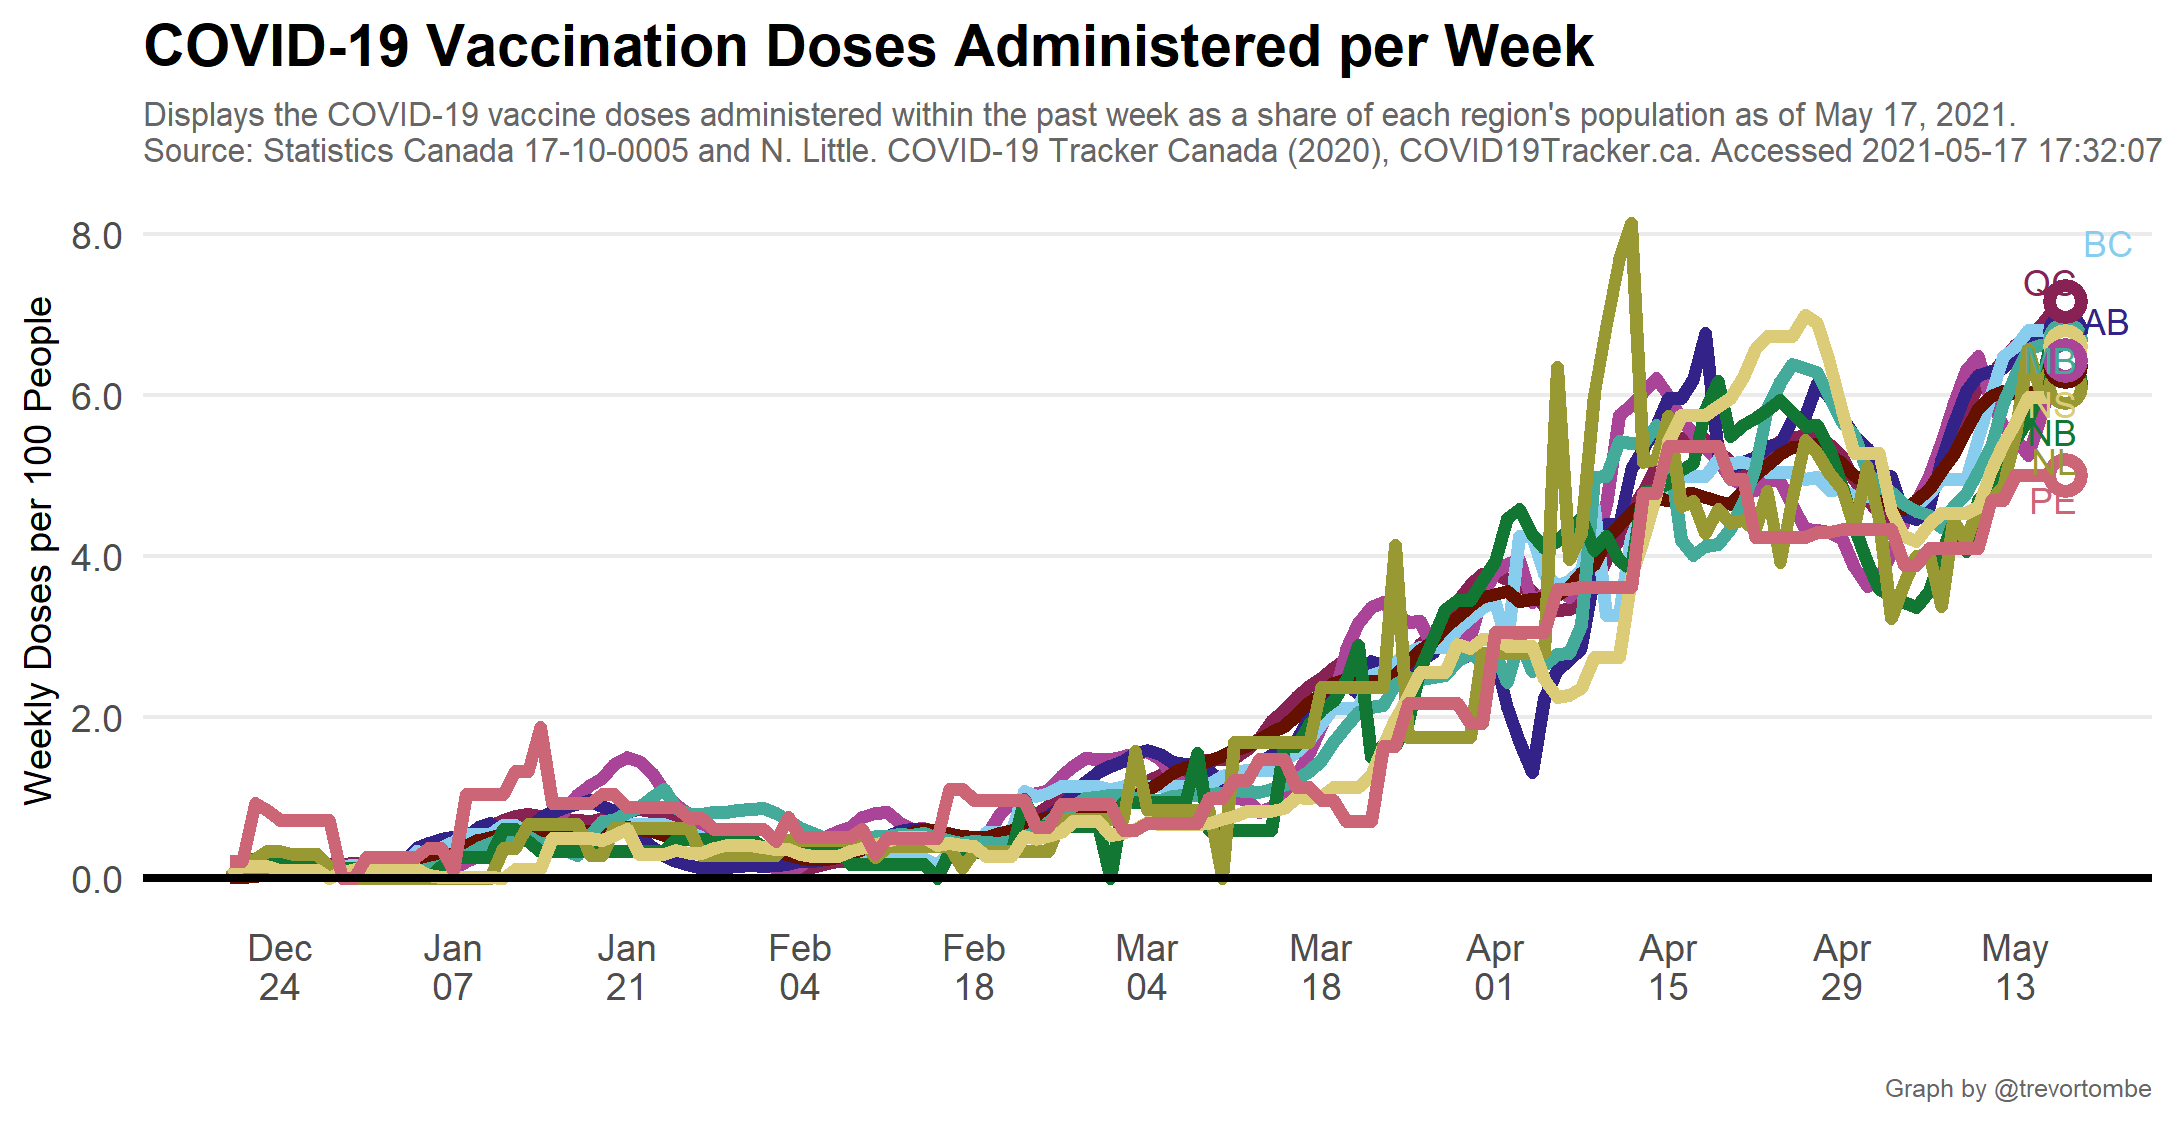 COVID-19 Vaccination Doses Administered per Week
Displays the COVID-19 vaccine doses administered within the past week as a share of each region's population as of May 17, 2021.
Source: Statistics Canada 17-10-0005 and N. Little. COVID-19 Tracker Canada (2020), COVID19Tracker.ca. Accessed 2021-05-17 17:32:07
Weekly Doses per 100 People
8.0
6.0
4.0
2.0
0.0
BC
QC
AB
MB
NS
NB
NL
PE
Dec
24
Jan
07
Jan
21
Feb
04
Feb
18
Mar
04
Mar
18
Apr
01
Apr
15
Apr
29
May
13
Graph by @trevortombe